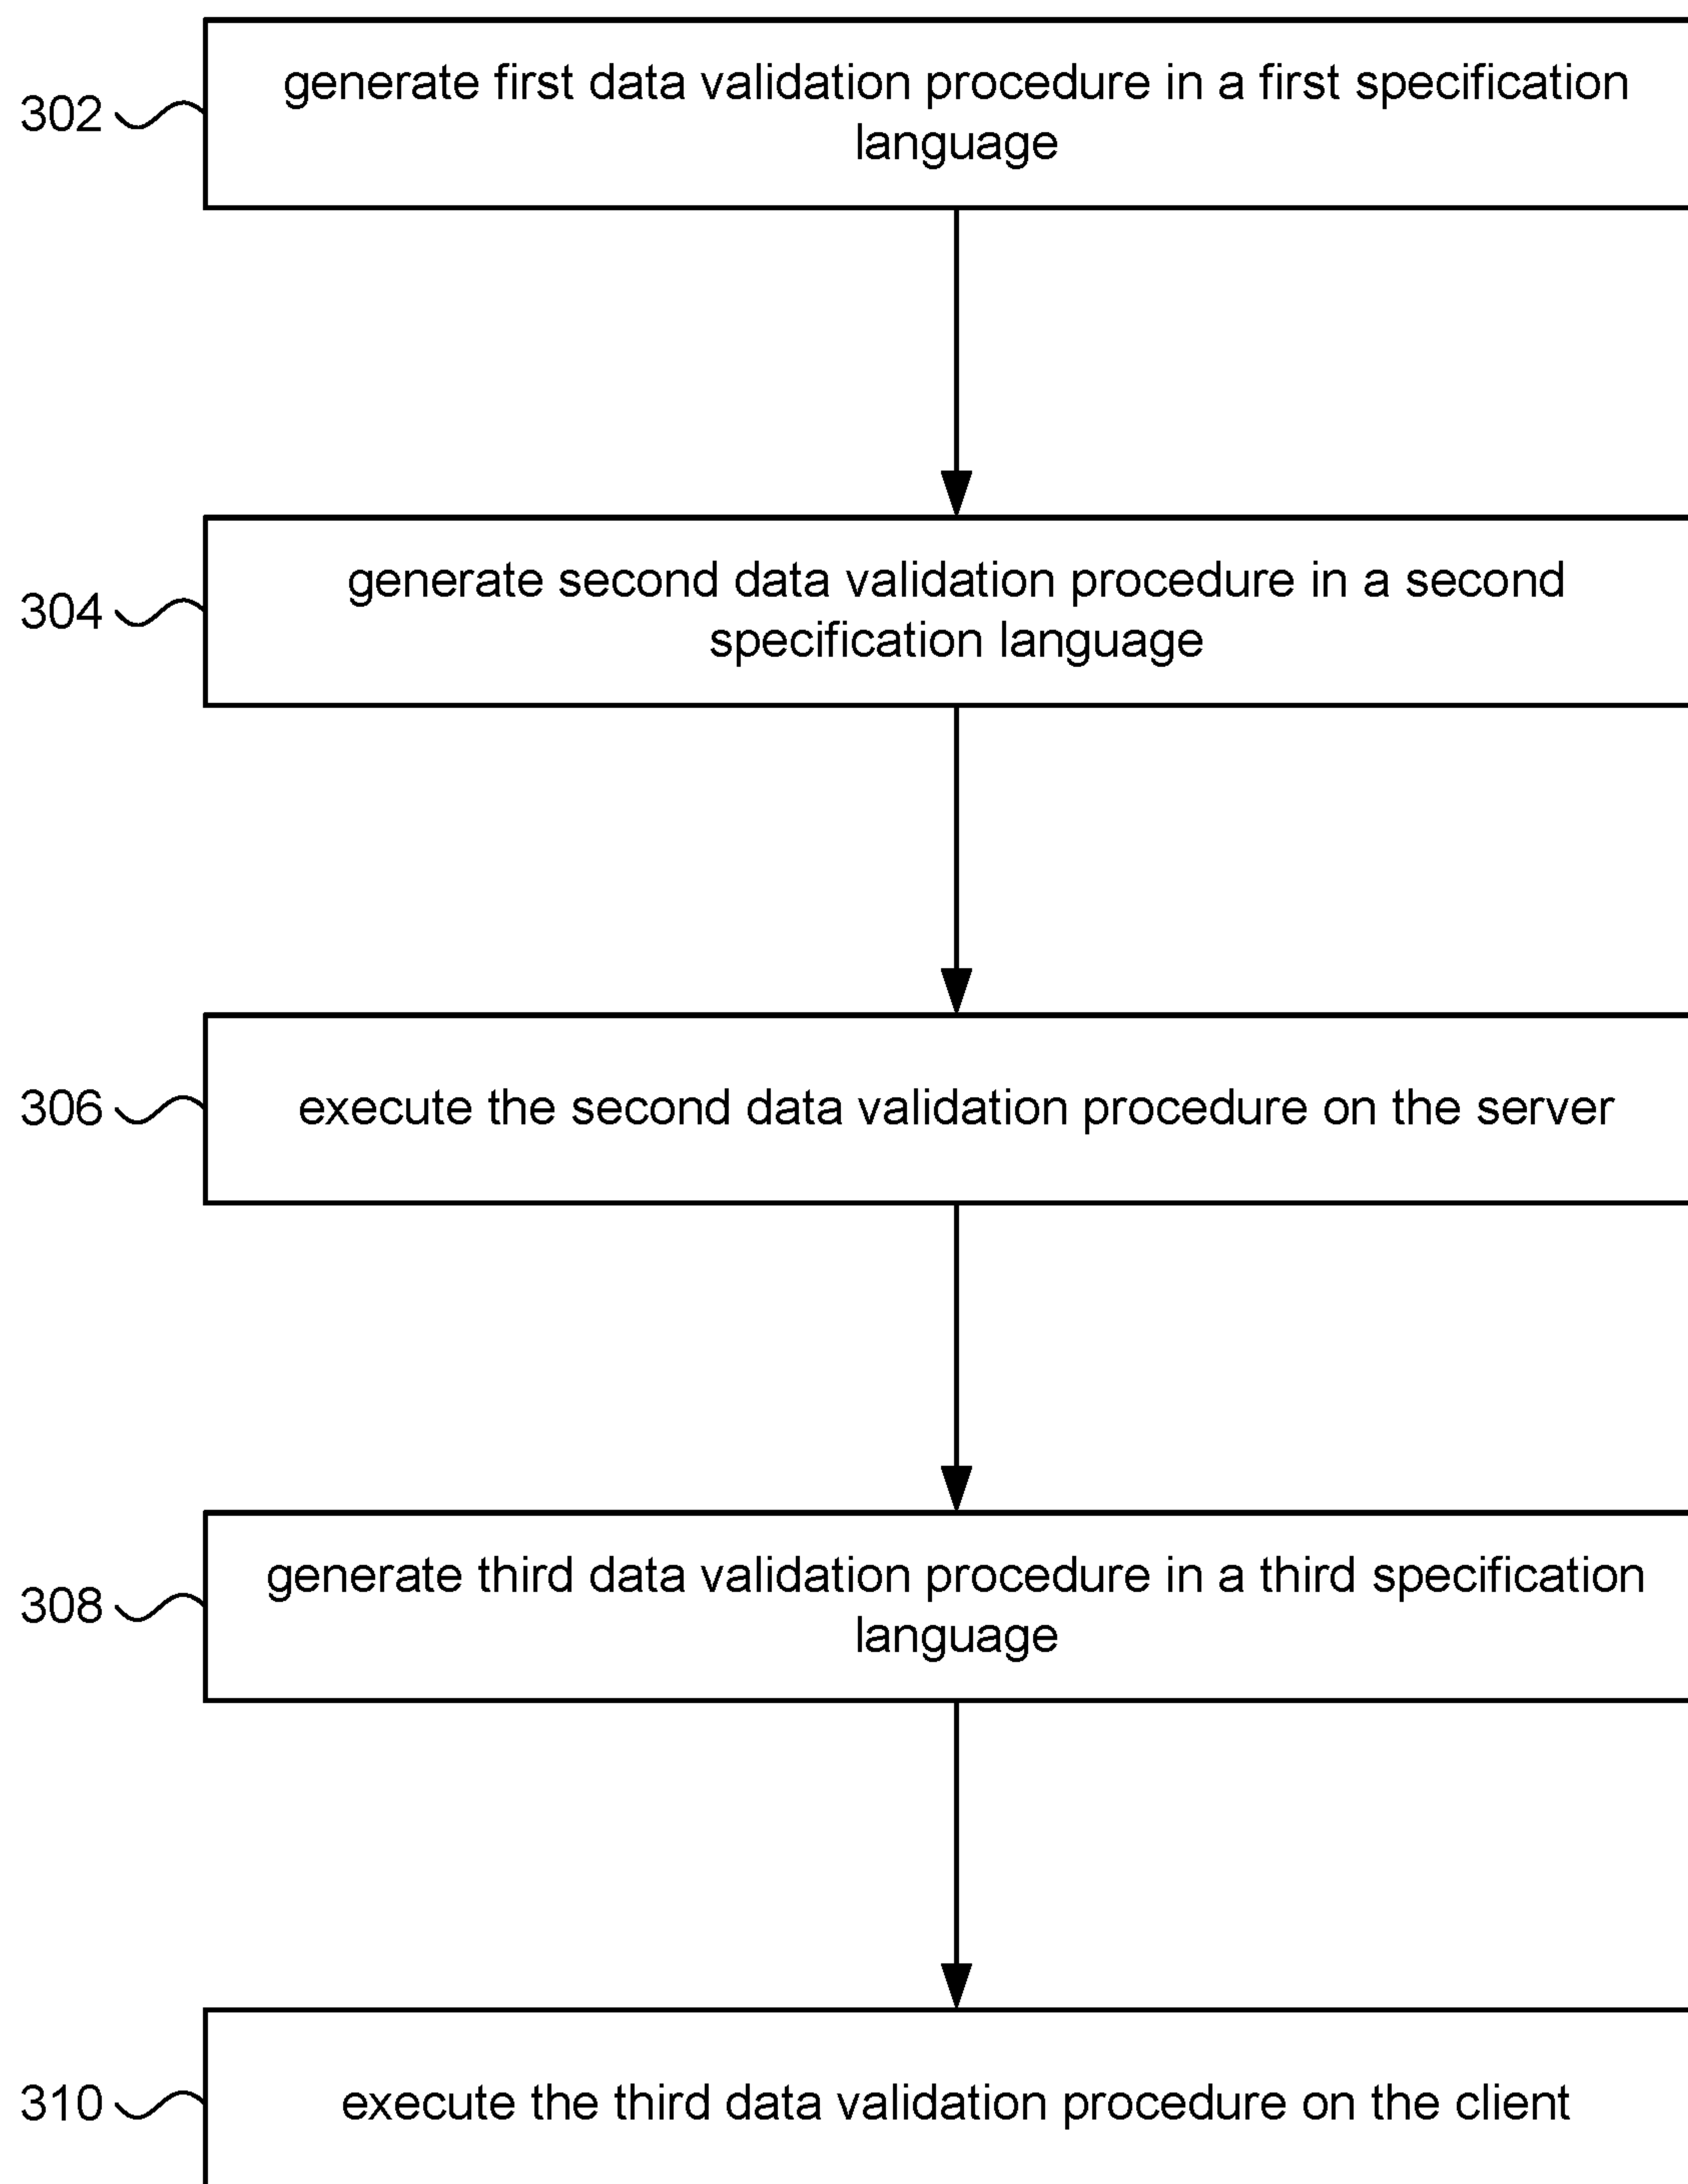 302
generate first data validation procedure in a first specification
language
304
generate second data validation procedure in a second
specification language
306
execute the second data validation procedure on the server
308
generate third data validation procedure in a third specification
language
310
execute the third data validation procedure on the client